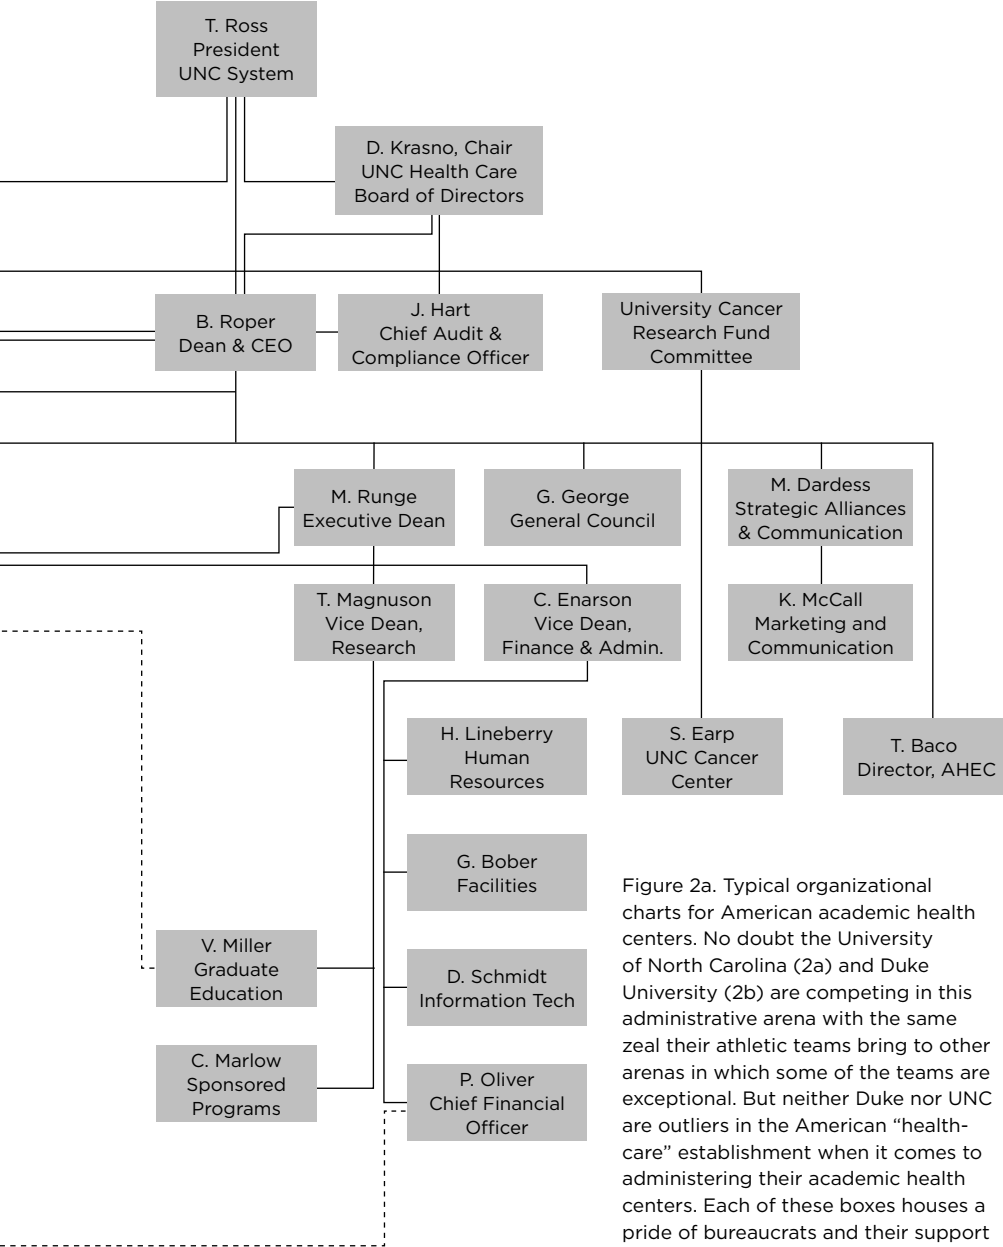 T. Ross
President
UNC System
D. Krasno, Chair
UNC Health Care
Board of Directors
B. Roper
Dean & CEO
J. Hart
Chief Audit &
Compliance Officer
University Cancer
Research Fund
Committee
M. Runge
Executive Dean
G. George
General Council
M. Dardess
Strategic Alliances
& Communication
T. Magnuson
Vice Dean,
Research
C. Enarson
Vice Dean,
Finance & Admin.
K. McCall
Marketing and
Communication
H. Lineberry
Human
Resources
S. Earp
UNC Cancer
Center
T. Baco
Director, AHEC
G. Bober
Facilities
V. Miller
Graduate
Education
D. Schmidt
Information Tech
C. Marlow
Sponsored
Programs
P. Oliver
Chief Financial
Officer
Figure 2a. Typical organizational
charts for American academic health
centers. No doubt the University
of North Carolina (2a) and Duke
University (2b) are competing in this
administrative arena with the same
zeal their athletic teams bring to other
arenas in which some of the teams are
exceptional. But neither Duke nor UNC
are outliers in the American “health-
care” establishment when it comes to
administering their academic health
centers. Each of these boxes houses a
pride of bureaucrats and their support